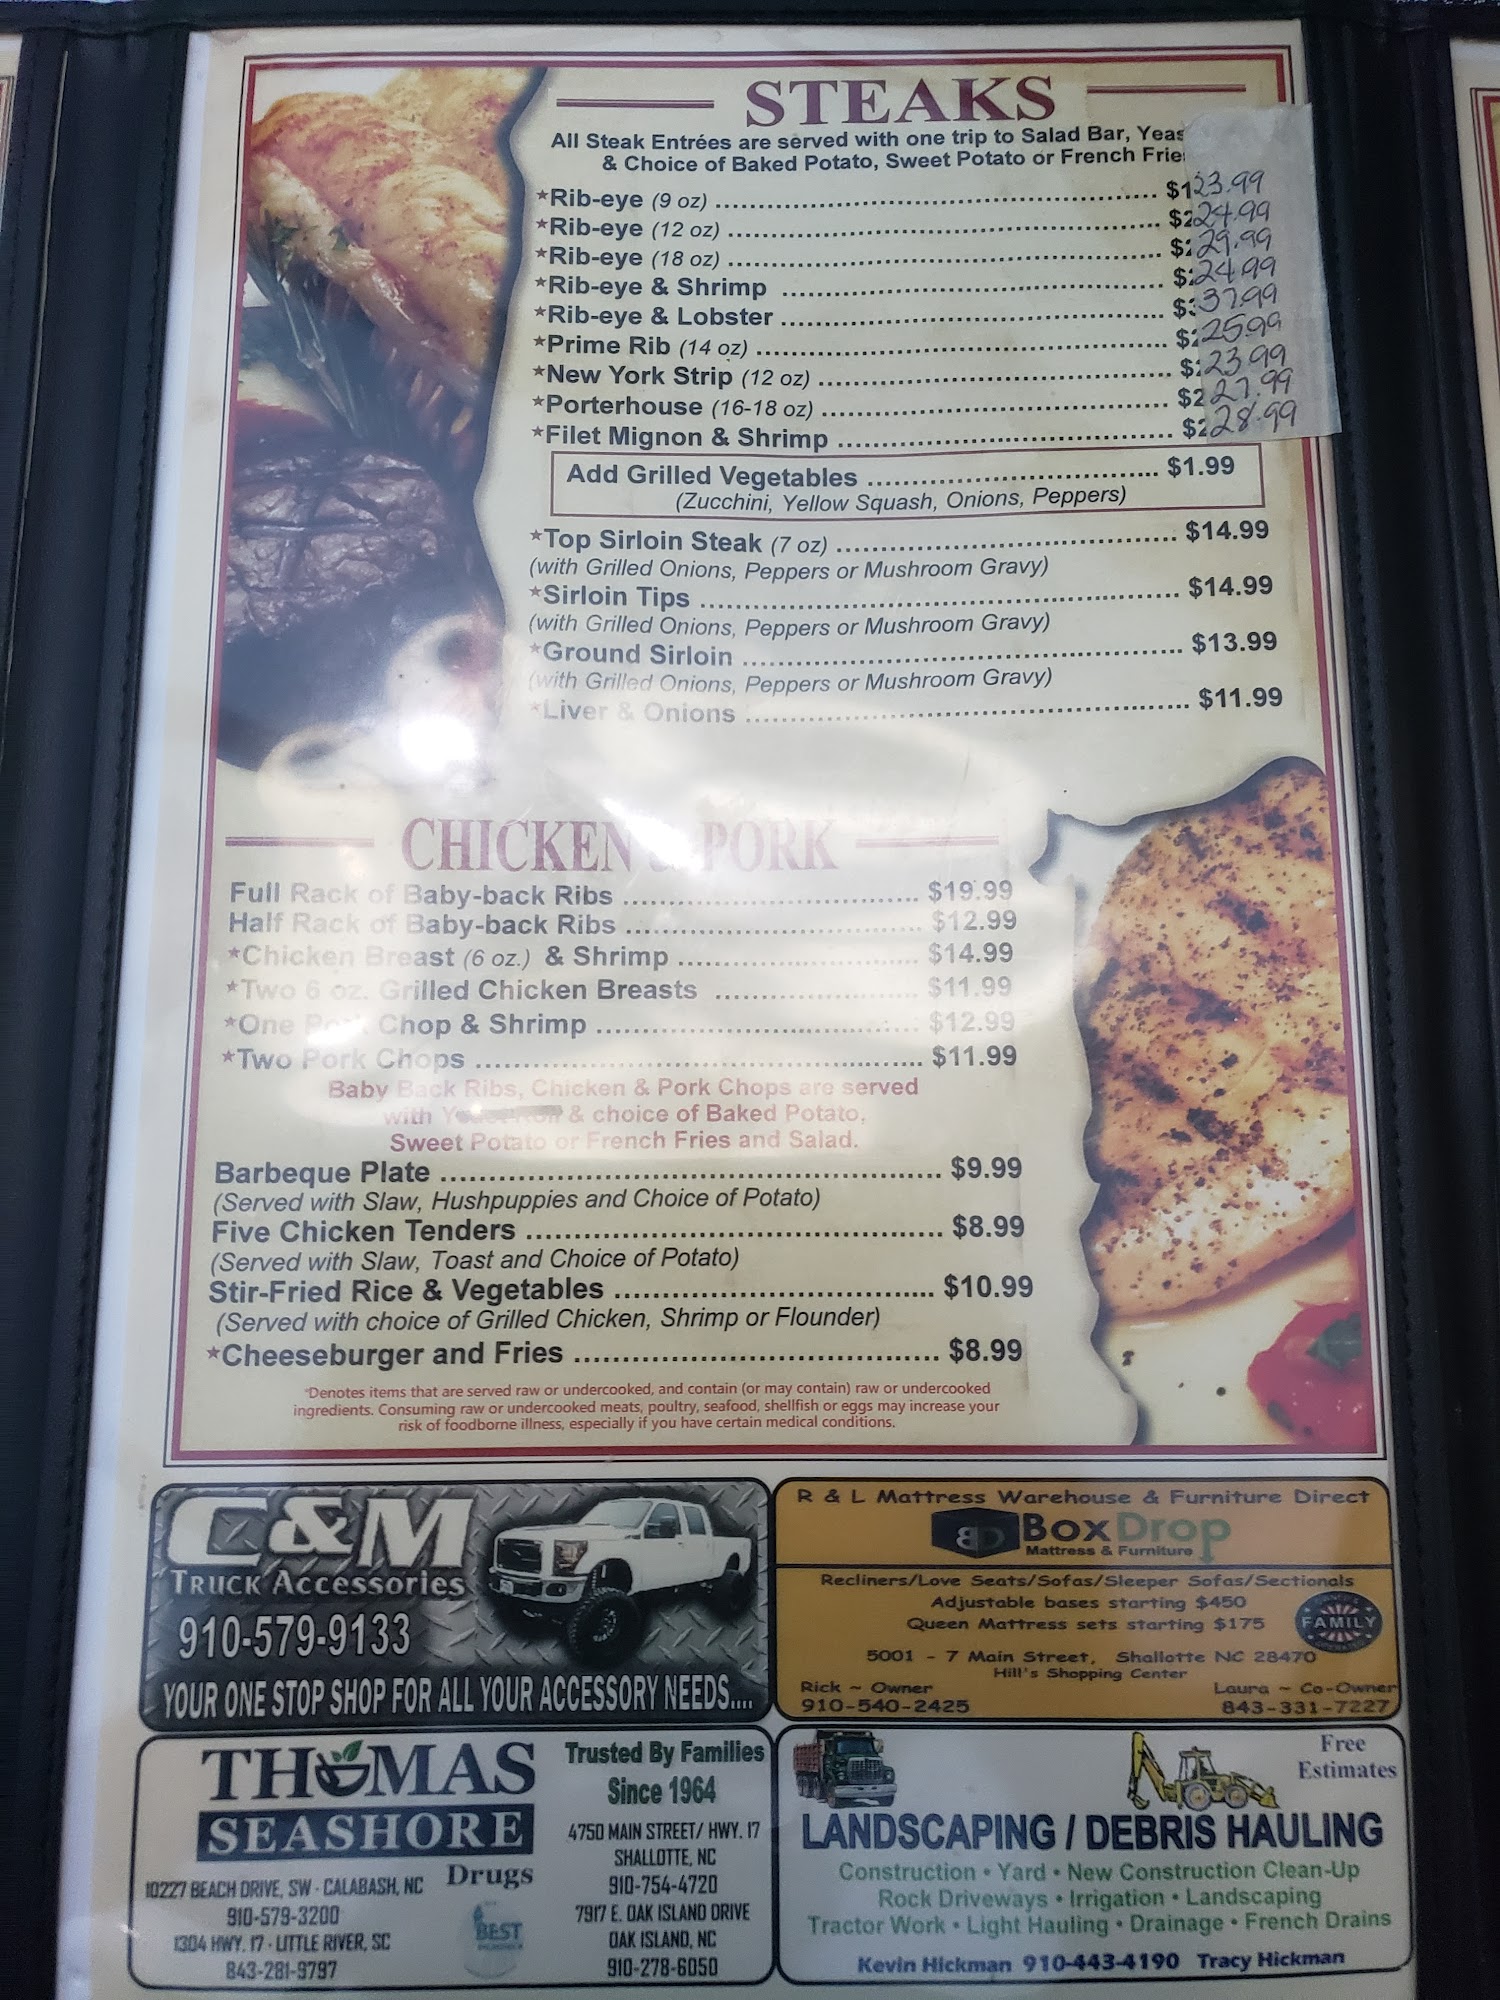 STEAKS
All Steak Entrées are served with one trip to Salad Bar, Yeas
& Choice of Baked Potato, Sweet Potato or French Frie
*Rib-eye (9 oz) .......... $1 23.99
*Rib-eye (12 oz) .......... $2 24.99
*Rib-eye (18 oz) .......... $2 29.99
*Rib-eye & Shrimp .......... $2 24.99
*Rib-eye & Lobster .......... $3 37.99
*Prime Rib (14 oz) .......... $2 25.99
*New York Strip (12 oz) .......... $2 23.99
*Porterhouse (16-18 oz) .......... $2 27.99
*Filet Mignon & Shrimp .......... $2 28.99
Add Grilled Vegetables .......... $1.99
(Zucchini, Yellow Squash, Onions, Peppers)
*Top Sirloin Steak (7 oz) .......... $14.99
(with Grilled Onions, Peppers or Mushroom Gravy)
*Sirloin Tips .......... $14.99
(with Grilled Onions, Peppers or Mushroom Gravy)
*Ground Sirloin .......... $13.99
(with Grilled Onions, Peppers or Mushroom Gravy)
*Liver & Onions .......... $11.99
CHICKEN & PORK
Full Rack of Baby-back Ribs .......... $19.99
Half Rack of Baby-back Ribs .......... $12.99
*Chicken Breast (6 oz.) & Shrimp .......... $14.99
*Two 6 oz. Grilled Chicken Breasts .......... $11.99
*One Pork Chop & Shrimp .......... $12.99
*Two Pork Chops .......... $11.99
Baby Back Ribs, Chicken & Pork Chops are served
with & choice of Baked Potato,
Sweet Potato or French Fries and Salad.
Barbeque Plate .......... $9.99
(Served with Slaw, Hushpuppies and Choice of Potato)
Five Chicken Tenders .......... $8.99
(Served with Slaw, Toast and Choice of Potato)
Stir-Fried Rice & Vegetables .......... $10.99
(Served with choice of Grilled Chicken, Shrimp or Flounder)
*Cheeseburger and Fries .......... $8.99
*Denotes items that are served raw or undercooked, and contain (or may contain) raw or undercooked
ingredients. Consuming raw or undercooked meats, poultry, seafood, shellfish or eggs may increase your
risk of foodborne illness, especially if you have certain medical conditions.
C&M
TRUCK ACCESSORIES
910-579-9133
YOUR ONE STOP SHOP FOR ALL YOUR ACCESSORY NEEDS....
R & L Mattress Warehouse & Furniture Direct
BD BoxDrop
Mattress & Furniture
Recliners/Love Seats/Sofas/Sleeper Sofas/Sectionals
Adjustable bases starting $450
Queen Mattress sets starting $175
FAMILY
5001 - 7 Main Street, Shallotte NC 28470
Hill's Shopping Center
Rick ~ Owner
910-540-2425
Laura ~ Co-Owner
843-331-7227
THOMAS
SEASHORE
Drugs
10227 BEACH DRIVE, SW · CALABASH, NC
910-579-3200
1304 HWY. 17 · LITTLE RIVER, SC
843-281-9797
BEST
Trusted By Families
Since 1964
4750 MAIN STREET/ HWY. 17
SHALLOTTE, NC
910-754-4720
7917 E. OAK ISLAND DRIVE
OAK ISLAND, NC
910-278-6050
Free
Estimates
LANDSCAPING / DEBRIS HAULING
Construction • Yard • New Construction Clean-Up
Rock Driveways • Irrigation • Landscaping
Tractor Work • Light Hauling • Drainage • French Drains
Kevin Hickman 910-443-4190 Tracy Hickman